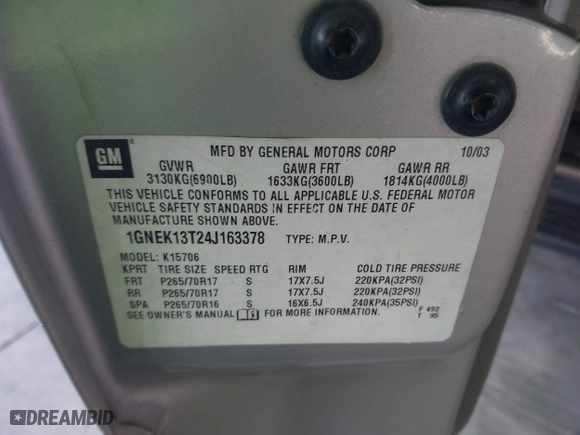 GM
MFD BY GENERAL MOTORS CORP 10/03
GVWR GAWR FRT GAWR RR
3130KG(6900LB) 1633KG(3600LB) 1814KG(4000LB)
THIS VEHICLE CONFORMS TO ALL APPLICABLE U.S. FEDERAL MOTOR
VEHICLE SAFETY STANDARDS IN EFFECT ON THE DATE OF
MANUFACTURE SHOWN ABOVE.
1GNEK13T24J163378 TYPE: M.P.V.
MODEL: K15706
KPRT TIRE SIZE SPEED RTG RIM COLD TIRE PRESSURE
FRT P265/70R17 S 17X7.5J 220KPA(32PSI)
RR P265/70R17 S 17X7.5J 220KPA(32PSI)
SPA P265/70R16 S 16X6.5J 240KPA(35PSI)
SEE OWNER'S MANUAL FOR MORE INFORMATION.
F 492
T 95
DREAMBID